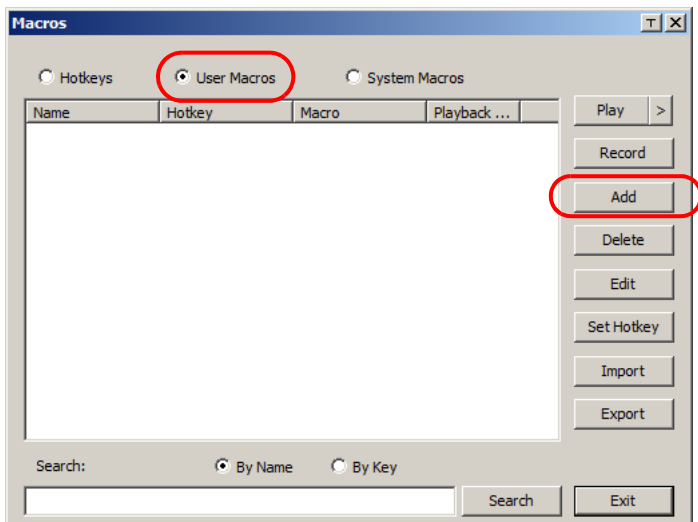 Macros
Hotkeys User Macros System Macros
Name Hotkey Macro Playback ...
Play >
Record
Add
Delete
Edit
Set Hotkey
Import
Export
Search: By Name By Key
Search Exit